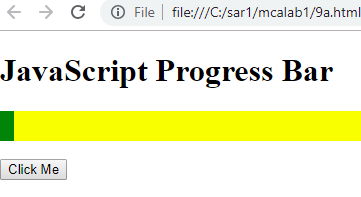 File | file:///C:/sar1/mcalab1/9a.html
JavaScript Progress Bar
Click Me